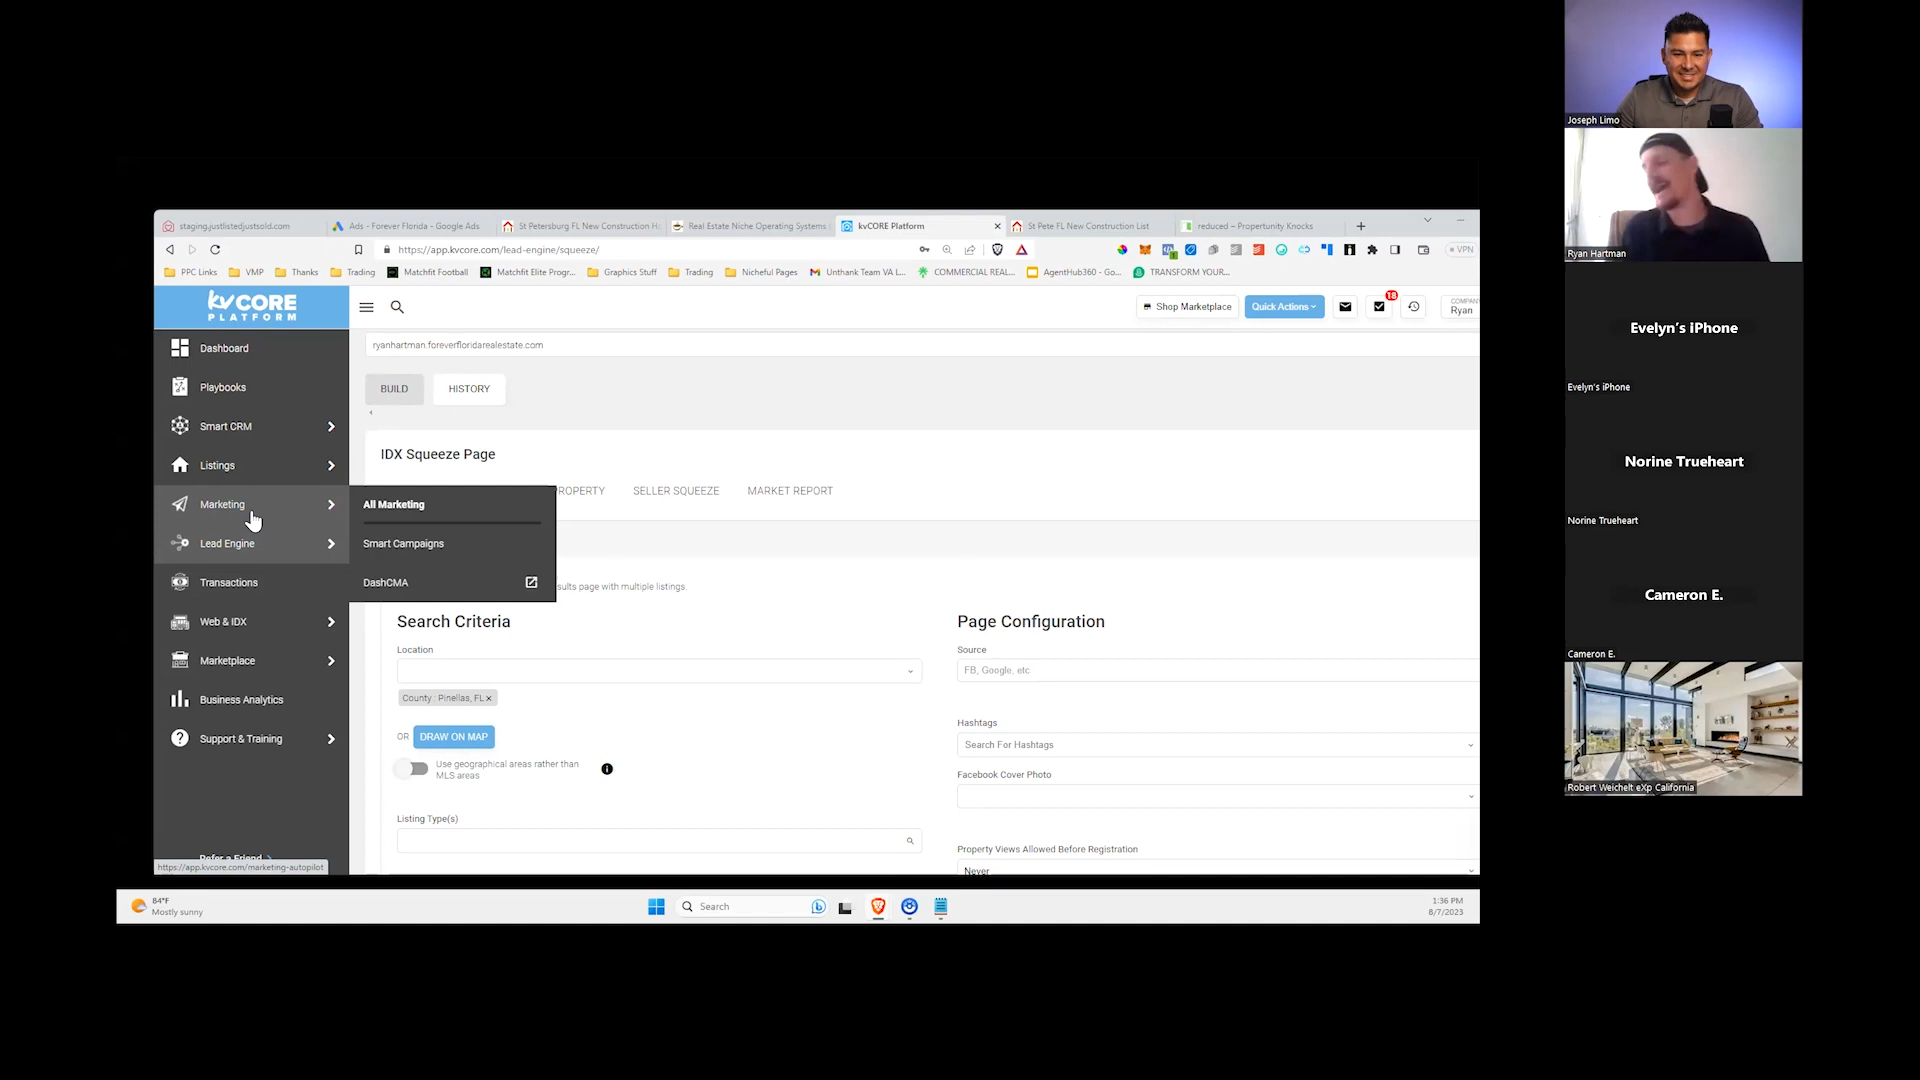 staging.justlistedjustsold.com
Ads - Forever Florida - Google Ads
St Petersburg FL New Construction H
Real Estate Niche Operating Systems
kvCORE Platform
St Pete FL New Construction List
reduced – Propertunity Knocks
https://app.kvcore.com/lead-engine/squeeze/
VPN
PPC Links
VMP
Thanks
Trading
Matchfit Football
Matchfit Elite Progr...
Graphics Stuff
Trading
Nicheful Pages
Unthank Team VA L...
COMMERCIAL REAL...
AgentHub360 - Go...
TRANSFORM YOUR...
kvCORE
PLATFORM
Shop Marketplace
Quick Actions
18
COMPANY
Ryan
Dashboard
Playbooks
Smart CRM
Listings
Marketing
Lead Engine
Transactions
Web & IDX
Marketplace
Business Analytics
Support & Training
Refer a Friend
https://app.kvcore.com/marketing-autopilot
All Marketing
Smart Campaigns
DashCMA
ryanhartman.foreverfloridarealestate.com
BUILD
HISTORY
IDX Squeeze Page
PROPERTY
SELLER SQUEEZE
MARKET REPORT
sults page with multiple listings.
Search Criteria
Location
County : Pinellas, FL ×
OR
DRAW ON MAP
Use geographical areas rather than
MLS areas
Listing Type(s)
Page Configuration
Source
FB, Google, etc
Hashtags
Search For Hashtags
Facebook Cover Photo
Property Views Allowed Before Registration
Never
84°F
Mostly sunny
Search
1:36 PM
8/7/2023
Joseph Limo
Ryan Hartman
Evelyn's iPhone
Evelyn's iPhone
Norine Trueheart
Norine Trueheart
Cameron E.
Cameron E.
Robert Weichelt eXp California